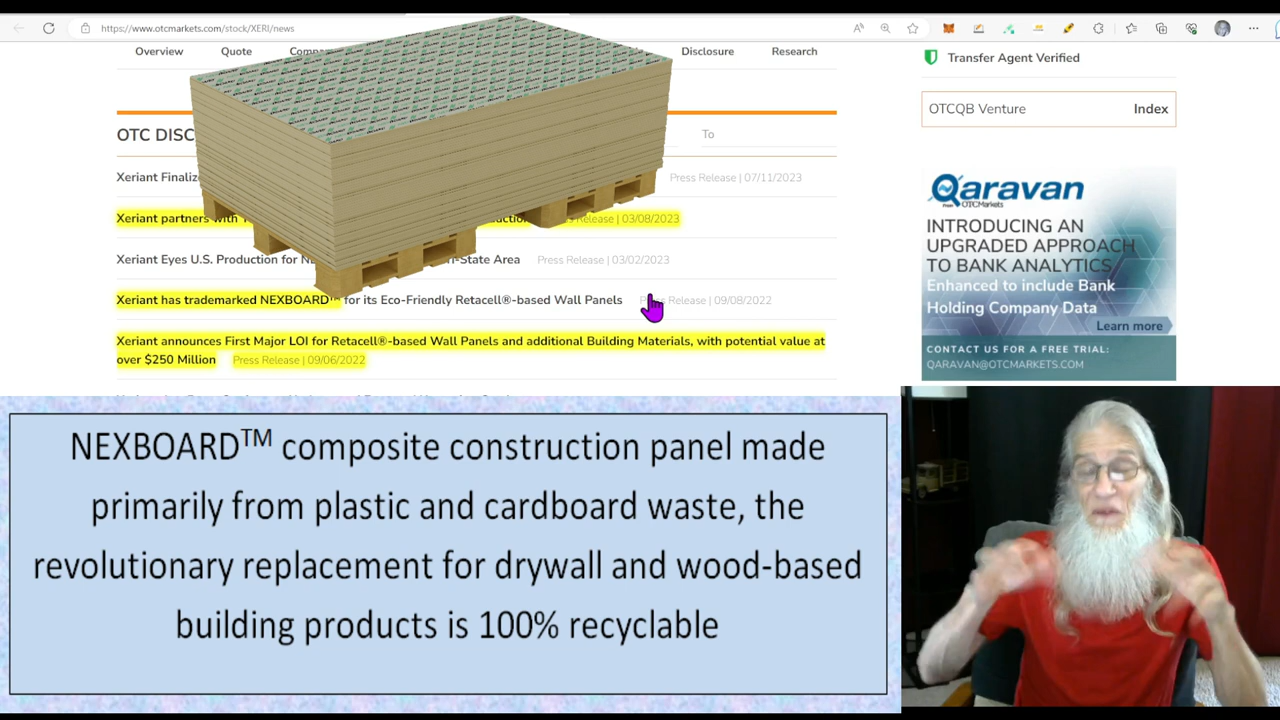 https://www.otcmarkets.com/stock/XERI/news
Overview Quote Disclosure Research
Transfer Agent Verified
OTCQB Venture Index
OTC DISC To
Xeriant Press Release | 07/11/2023
Xeriant partners with Release | 03/08/2023
Xeriant Eyes U.S. Production for -State Area Press Release | 03/02/2023
Xeriant has trademarked NEXBOARD™ for its Eco-Friendly Retacell®-based Wall Panels Release | 09/08/2022
Xeriant announces First Major LOI for Retacell®-based Wall Panels and additional Building Materials, with potential value at
over $250 Million Press Release | 09/06/2022
Qaravan
From OTCMarkets
INTRODUCING AN
UPGRADED APPROACH
TO BANK ANALYTICS
Enhanced to include Bank
Holding Company Data
Learn more
CONTACT US FOR A FREE TRIAL:
QARAVAN@OTCMARKETS.COM
NEXBOARD™ composite construction panel made
primarily from plastic and cardboard waste, the
revolutionary replacement for drywall and wood-based
building products is 100% recyclable